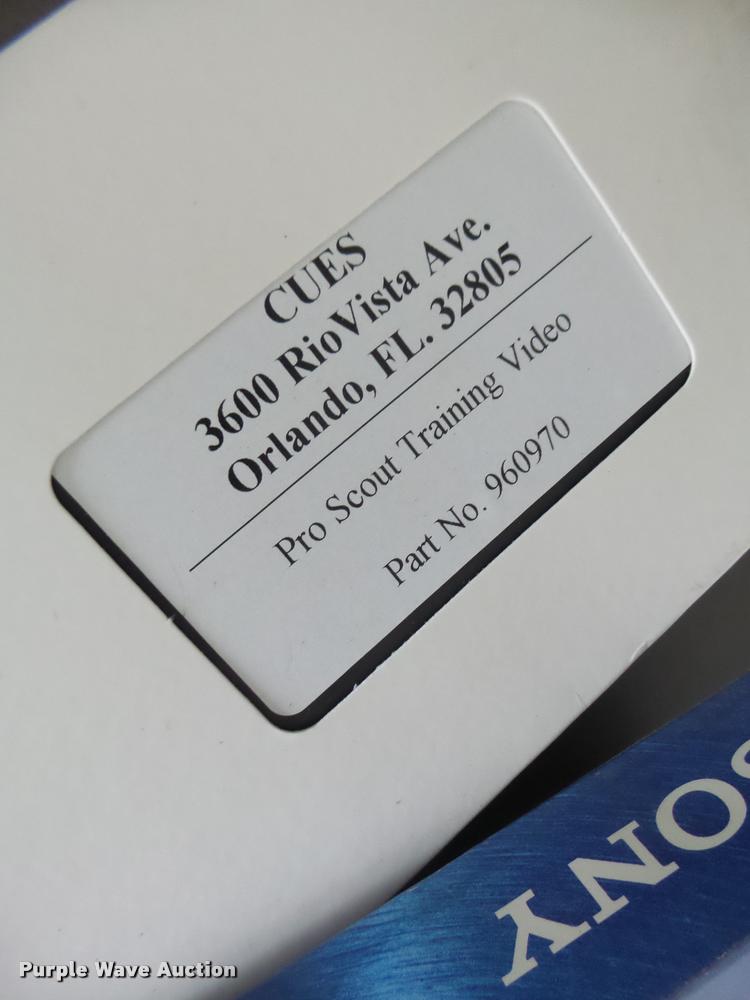 CUES
3600 RioVista Ave.
Orlando, FL. 32805
Pro Scout Training Video
Part No. 960970
SONY
Purple Wave Auction